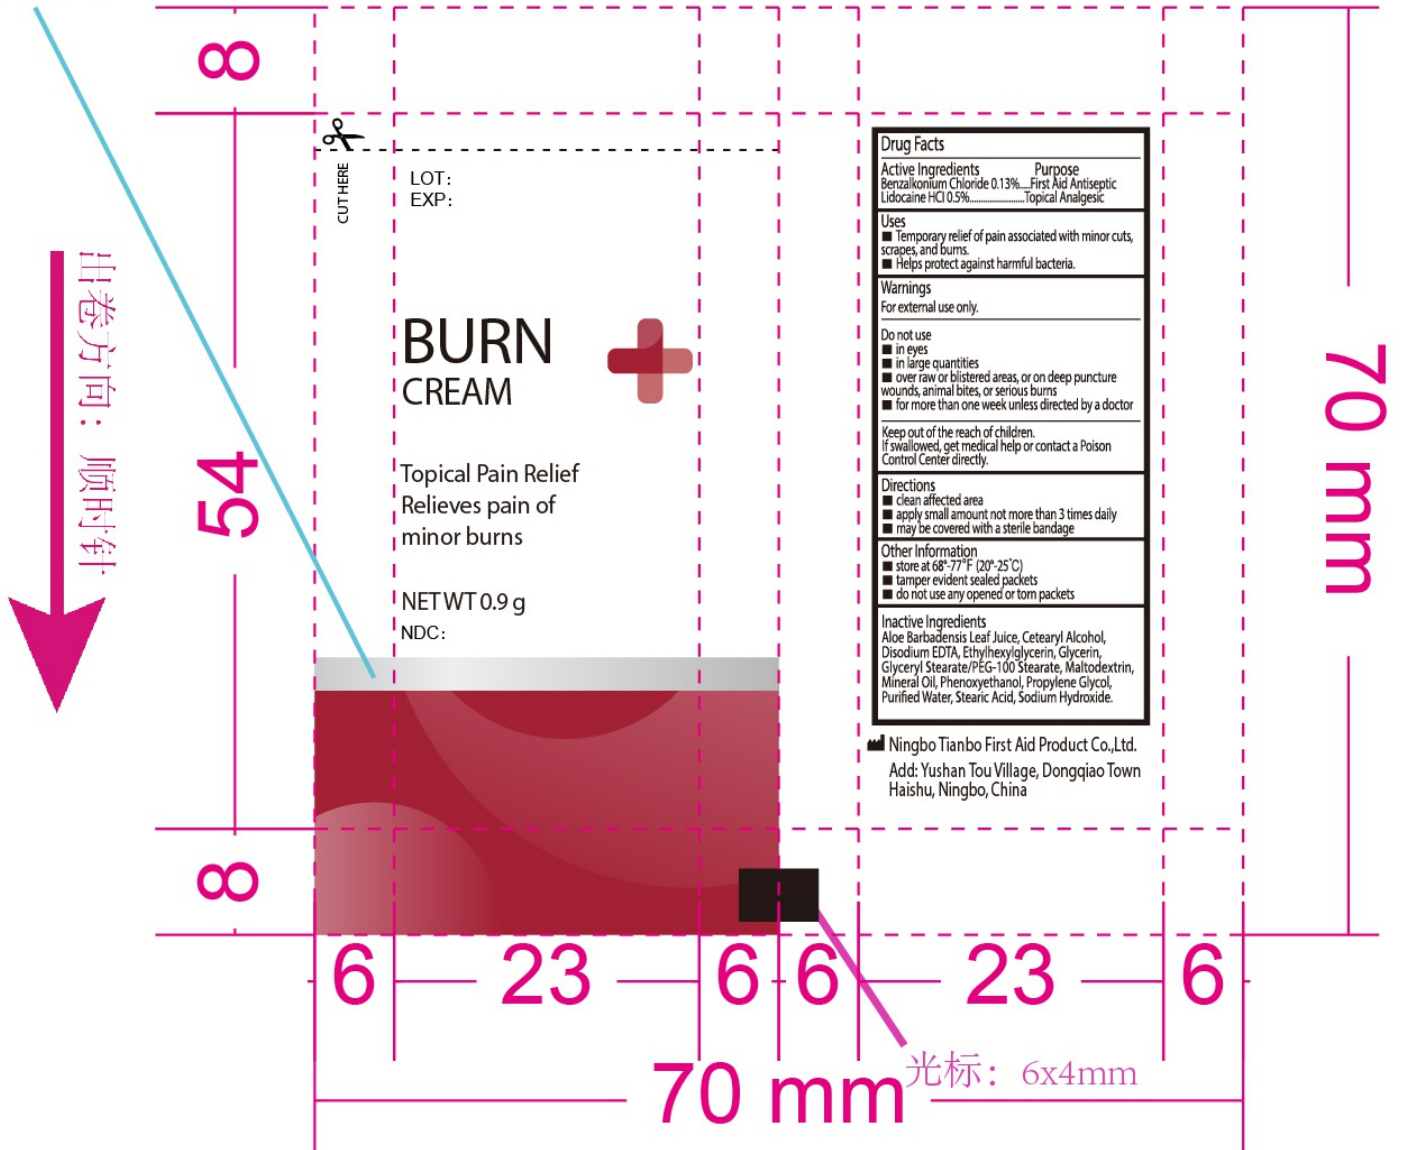 8
54
8
出卷方向：顺时针
CUT HERE
LOT:
EXP:
BURN
CREAM
Topical Pain Relief
Relieves pain of
minor burns
NET WT 0.9 g
NDC:
Drug Facts
Active Ingredients Purpose
Benzalkonium Chloride 0.13%....First Aid Antiseptic
Lidocaine HCl 0.5%........................Topical Analgesic
Uses
■ Temporary relief of pain associated with minor cuts,
scrapes, and burns.
■ Helps protect against harmful bacteria.
Warnings
For external use only.
Do not use
■ in eyes
■ in large quantities
■ over raw or blistered areas, or on deep puncture
wounds, animal bites, or serious burns
■ for more than one week unless directed by a doctor
Keep out of the reach of children.
If swallowed, get medical help or contact a Poison
Control Center directly.
Directions
■ clean affected area
■ apply small amount not more than 3 times daily
■ may be covered with a sterile bandage
Other Information
■ store at 68°-77°F (20°-25°C)
■ tamper evident sealed packets
■ do not use any opened or torn packets
Inactive Ingredients
Aloe Barbadensis Leaf Juice, Cetearyl Alcohol,
Disodium EDTA, Ethylhexylglycerin, Glycerin,
Glyceryl Stearate/PEG-100 Stearate, Maltodextrin,
Mineral Oil, Phenoxyethanol, Propylene Glycol,
Purified Water, Stearic Acid, Sodium Hydroxide.
Ningbo Tianbo First Aid Product Co.,Ltd.
Add: Yushan Tou Village, Dongqiao Town
Haishu, Ningbo, China
70 mm
6 23 6 6 23 6
光标：6x4mm
70 mm